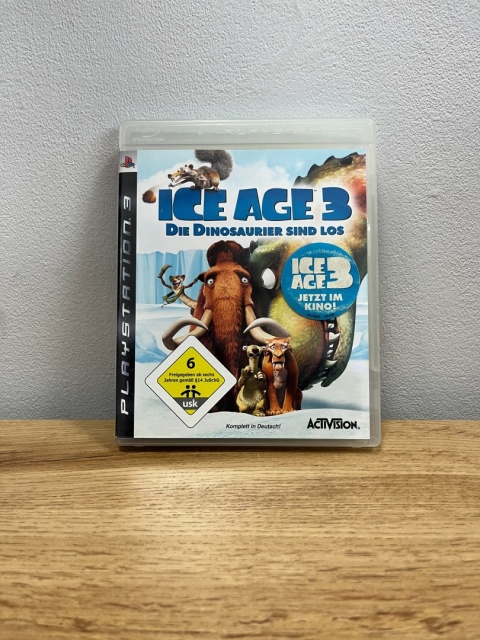 PLAYSTATION 3
ICE AGE 3
DIE DINOSAURIER SIND LOS
ICE
AGE 3
JETZT IM
KINO!
6
Freigegeben ab sechs
Jahren gemäß §14 JuSchG
usk
Komplett in Deutsch!
ACTIVISION.